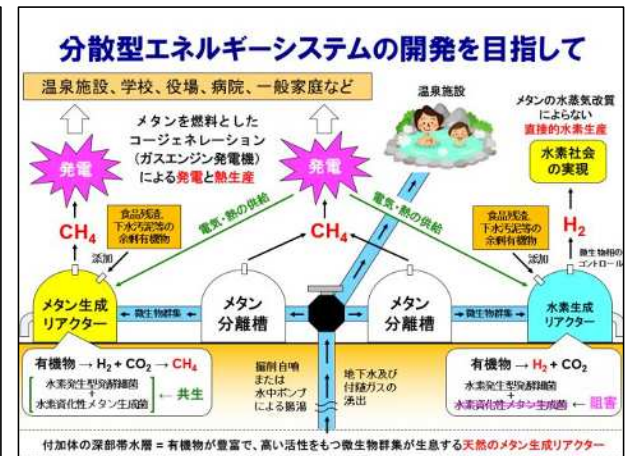 分散型エネルギーシステムの開発を目指して
温泉施設、学校、役場、病院、一般家庭など
メタンを燃料とした
コージェネレーション
(ガスエンジン発電機)
による発電と熱生産
発電
発電
温泉施設
メタンの水蒸気改質
によらない
直接的水素生産
水素社会
の実現
食品残渣、
下水汚泥等の
余剰有機物
添加
CH4
電気・熱の供給
CH4
電気・熱の供給
食品残渣、
下水汚泥等の
余剰有機物
添加
H2
微生物相の
コントロール
メタン生成
リアクター
微生物群集
メタン
分離槽
メタン
分離槽
微生物群集
水素生成
リアクター
有機物 → H2 + CO2 → CH4
水素発生型発酵細菌
+
水素資化性メタン生成菌
← 共生
掘削自噴
または
水中ポンプ
による揚湯
地下水及び
付随ガスの
湧出
有機物 → H2 + CO2
水素発生型発酵細菌
+
水素資化性メタン生成菌 ← 阻害
付加体の深部帯水層 = 有機物が豊富で、高い活性をもつ微生物群集が生息する天然のメタン生成リアクター